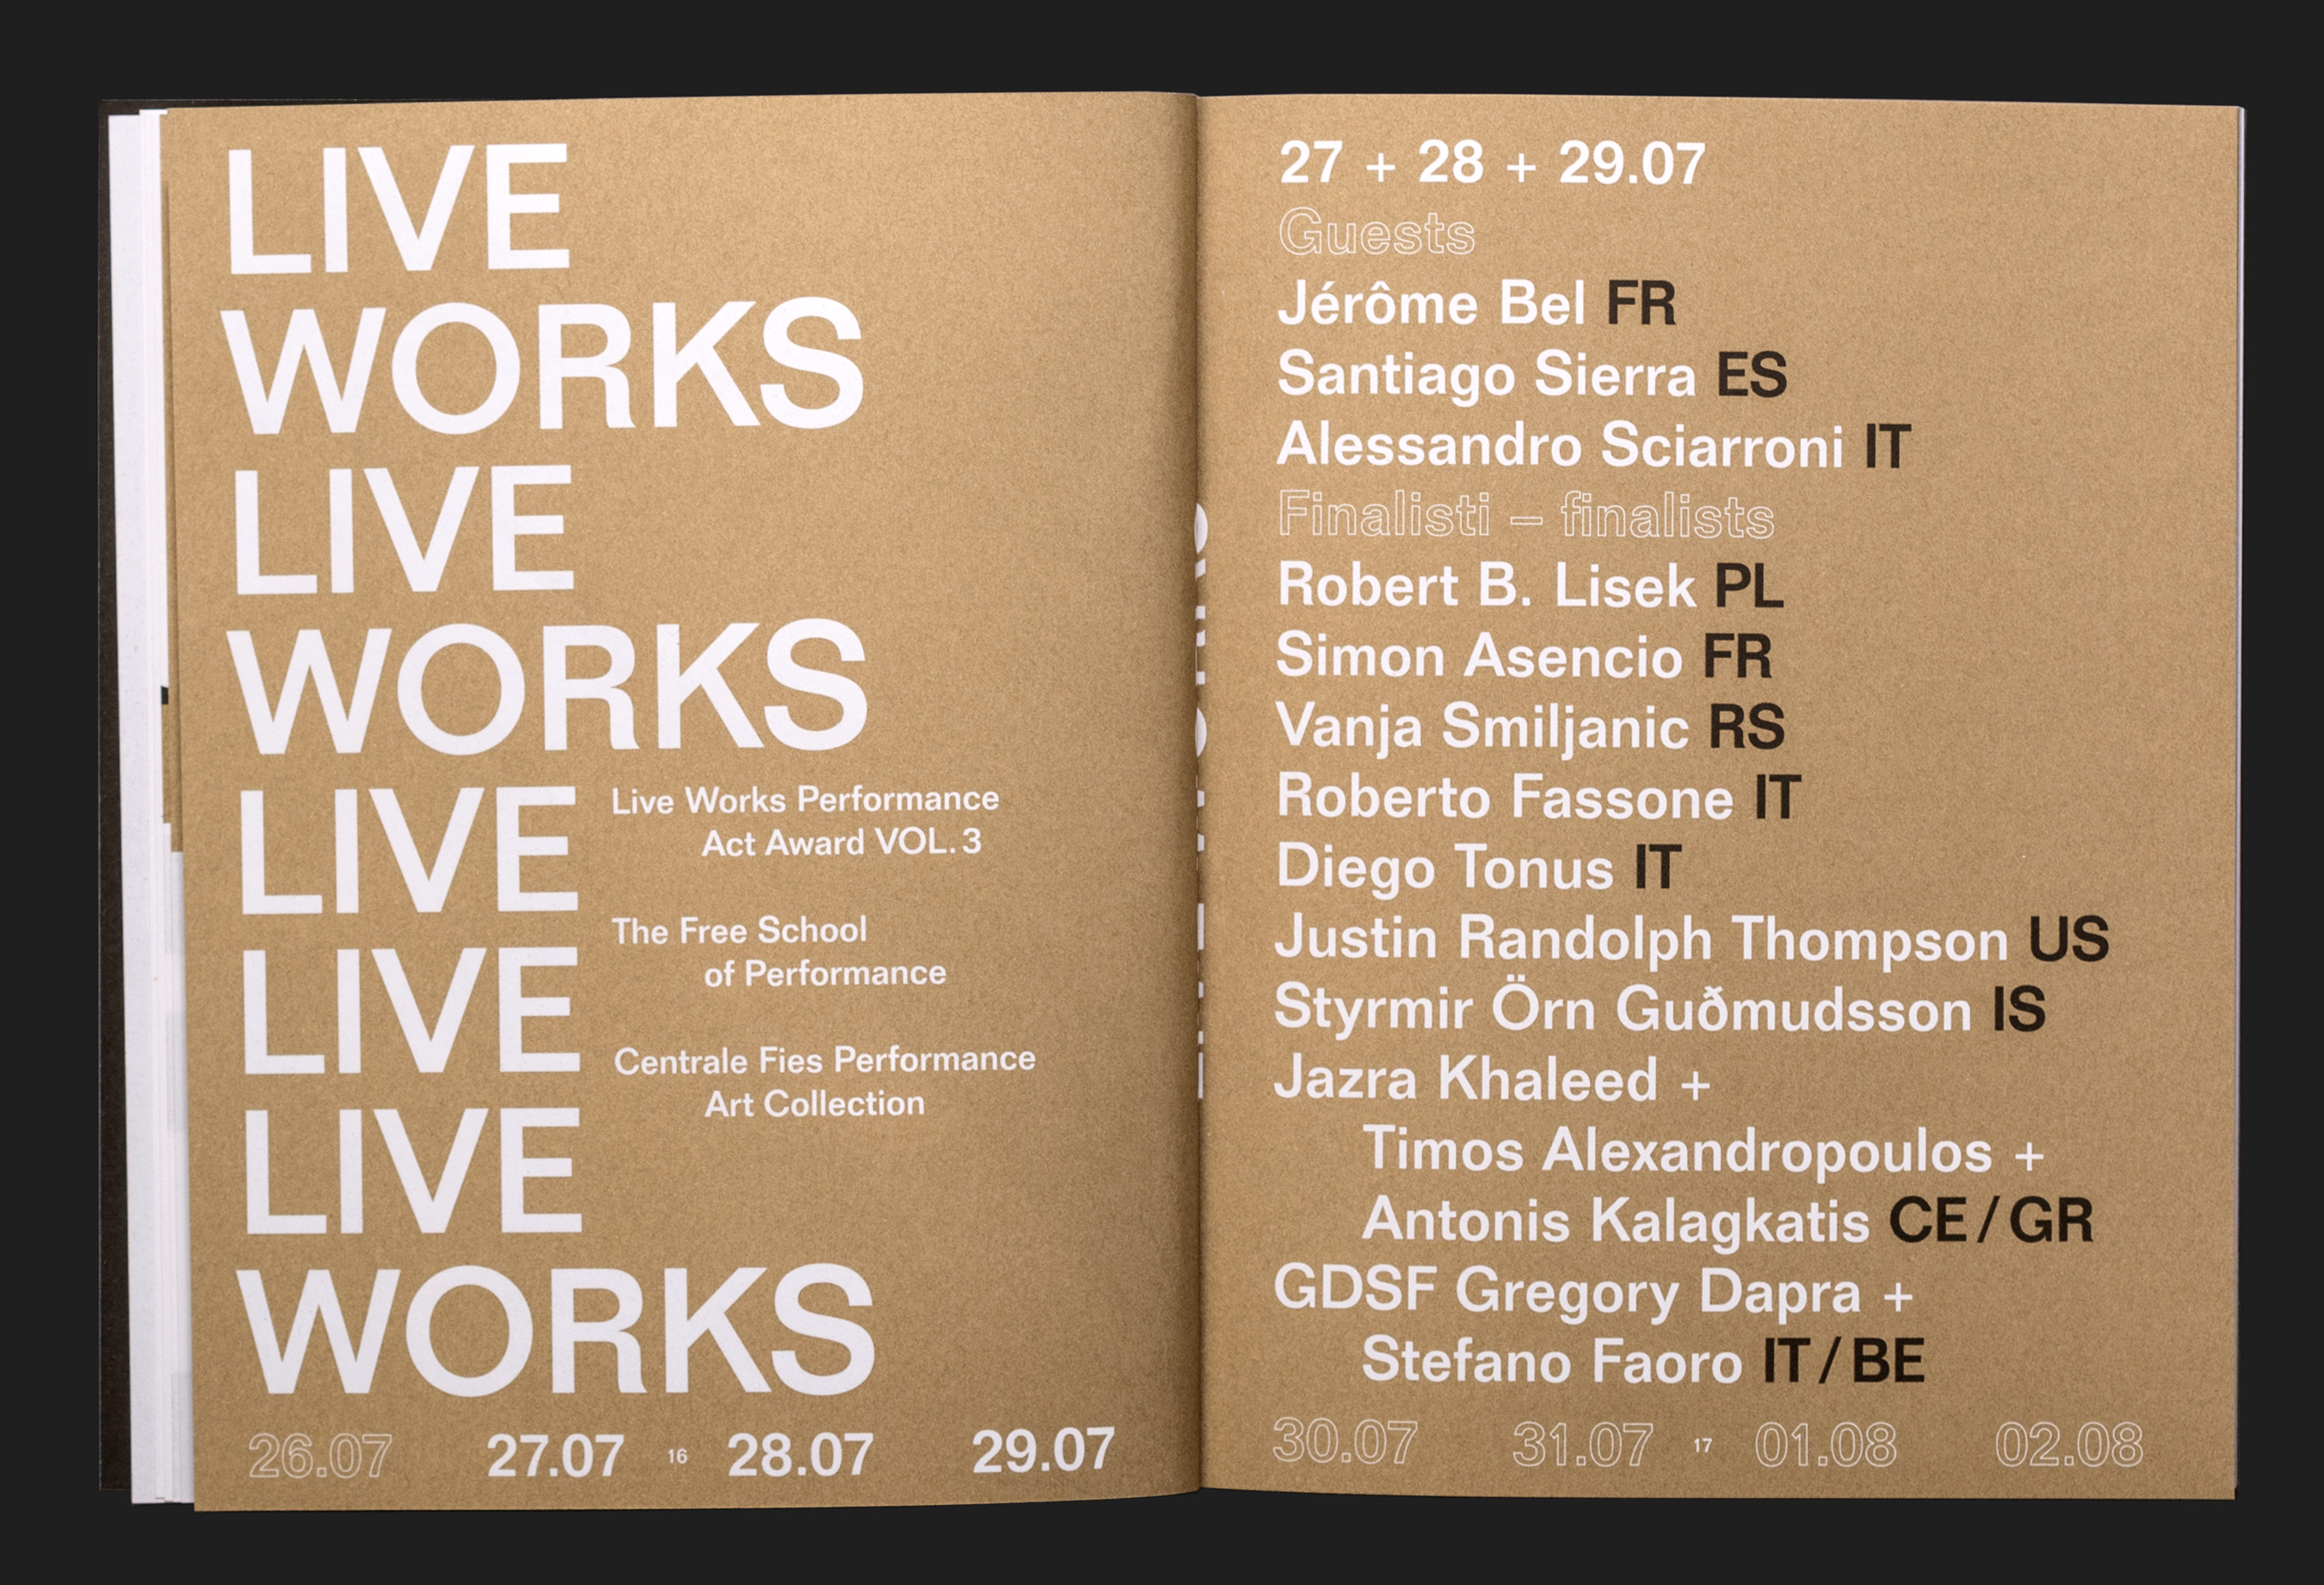 LIVE
WORKS
LIVE
WORKS
LIVE
Live Works Performance
Act Award VOL. 3
LIVE
The Free School
of Performance
Centrale Fies Performance
Art Collection
LIVE
WORKS
26.07 27.07 16 28.07 29.07
27 + 28 + 29.07
Guests
Jérôme Bel FR
Santiago Sierra ES
Alessandro Sciarroni IT
Finalisti – finalists
Robert B. Lisek PL
Simon Asencio FR
Vanja Smiljanic RS
Roberto Fassone IT
Diego Tonus IT
Justin Randolph Thompson US
Styrmir Örn Guðmudsson IS
Jazra Khaleed +
Timos Alexandropoulos +
Antonis Kalagkatis CE / GR
GDSF Gregory Dapra +
Stefano Faoro IT / BE
30.07 31.07 17 01.08 02.08